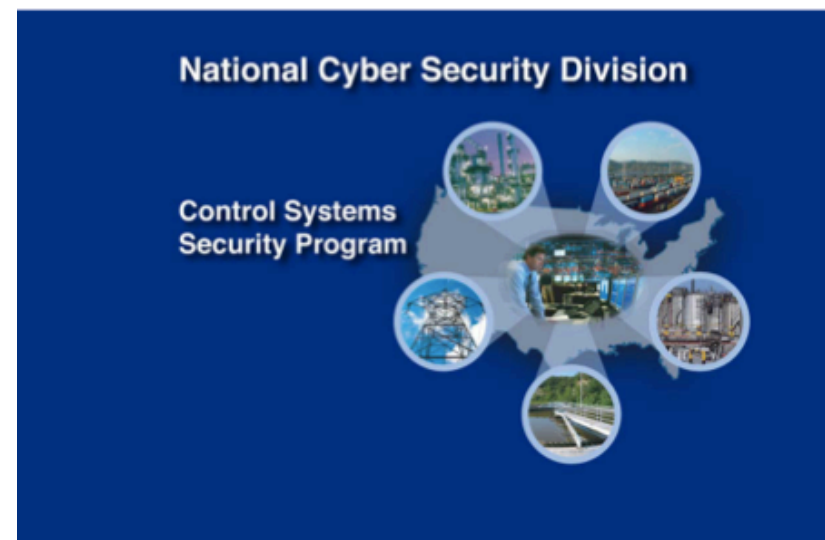 National Cyber Security Division
Control Systems
Security Program